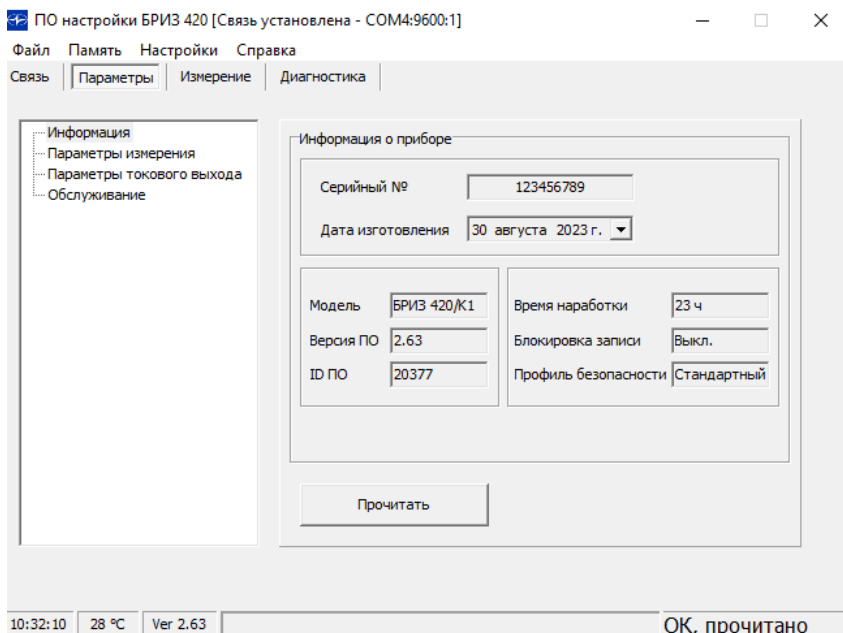 ПО настройки БРИЗ 420 [Связь установлена - COM4:9600:1]
Файл Память Настройки Справка
Связь Параметры Измерение Диагностика
Информация
Параметры измерения
Параметры токового выхода
Обслуживание
Информация о приборе
Серийный № 123456789
Дата изготовления 30 августа 2023 г.
Модель БРИЗ 420/К1
Версия ПО 2.63
ID ПО 20377
Время наработки 23 ч
Блокировка записи Выкл.
Профиль безопасности Стандартный
Прочитать
10:32:10 28 ºC Ver 2.63 ОК, прочитано